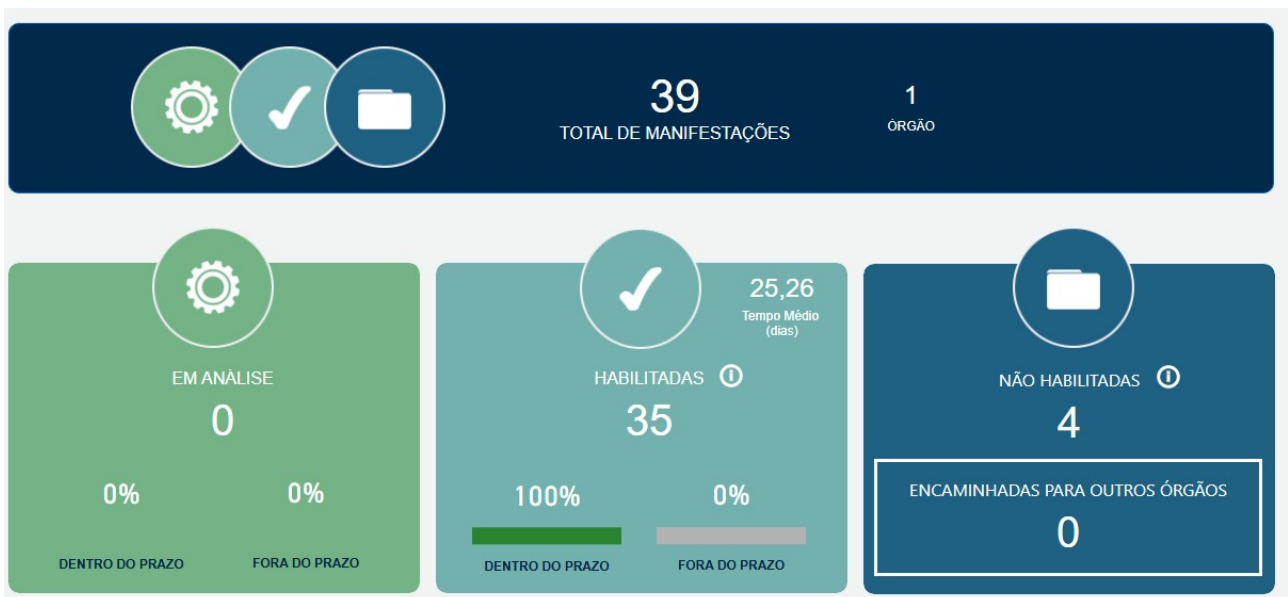 39
TOTAL DE MANIFESTAÇÕES
1
ÓRGÃO
EM ANÁLISE
0
0%
0%
DENTRO DO PRAZO
FORA DO PRAZO
25,26
Tempo Médio
(dias)
HABILITADAS
35
100%
0%
DENTRO DO PRAZO
FORA DO PRAZO
NÃO HABILITADAS
4
ENCAMINHADAS PARA OUTROS ÓRGÃOS
0